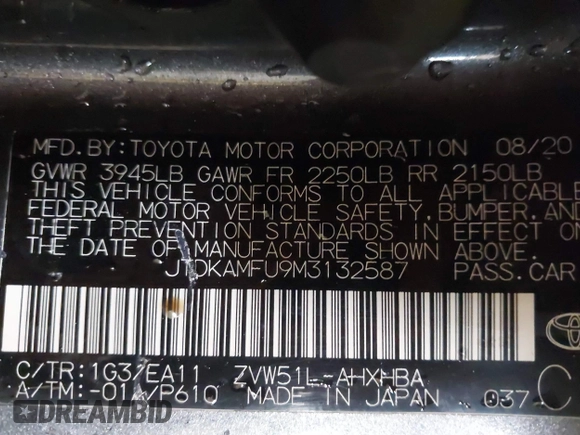 MFD.BY:TOYOTA MOTOR CORPORATION 08/20
GVWR 3945LB GAWR FR 2250LB RR 2150LB
THIS VEHICLE CONFORMS TO ALL APPLICABLE
FEDERAL MOTOR VEHICLE SAFETY, BUMPER, AND
THEFT PREVENTION STANDARDS IN EFFECT ON
THE DATE OF MANUFACTURE SHOWN ABOVE.
JTDKAMFU9M3132587 PASS.CAR
C/TR:1G3/EA11 ZVW51L-AHXHBA
A/TM:-01A/P610 MADE IN JAPAN 037 C
TOYOTA
DREAMBID